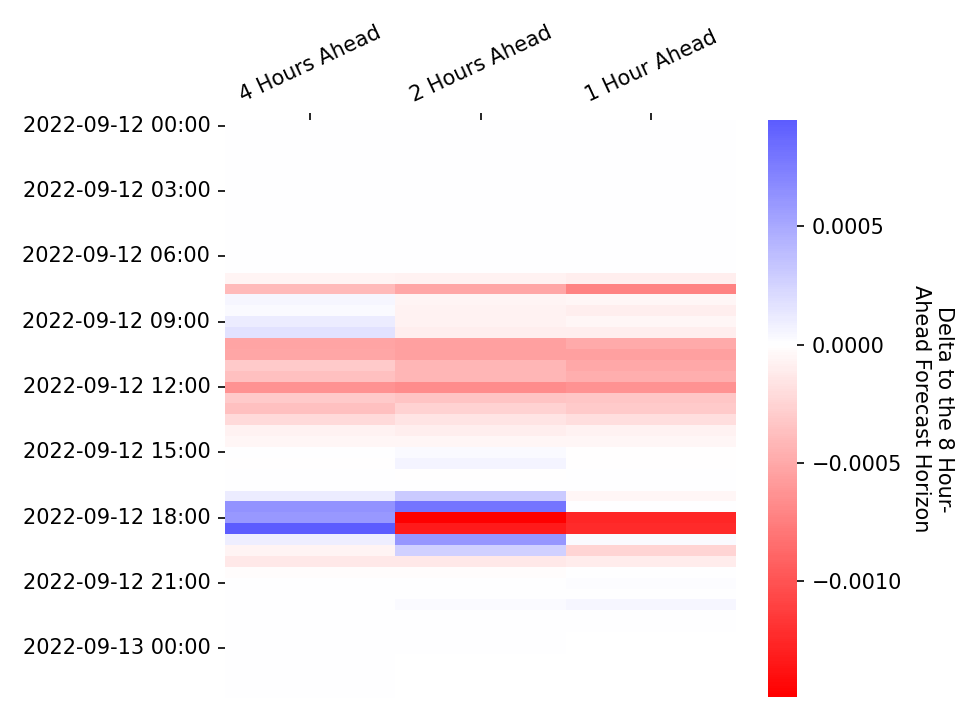 4 Hours Ahead
2 Hours Ahead
1 Hour Ahead
2022-09-12 00:00
2022-09-12 03:00
2022-09-12 06:00
2022-09-12 09:00
2022-09-12 12:00
2022-09-12 15:00
2022-09-12 18:00
2022-09-12 21:00
2022-09-13 00:00
0.0005
0.0000
−0.0005
−0.0010
Delta to the 8 Hour-
Ahead Forecast Horizon